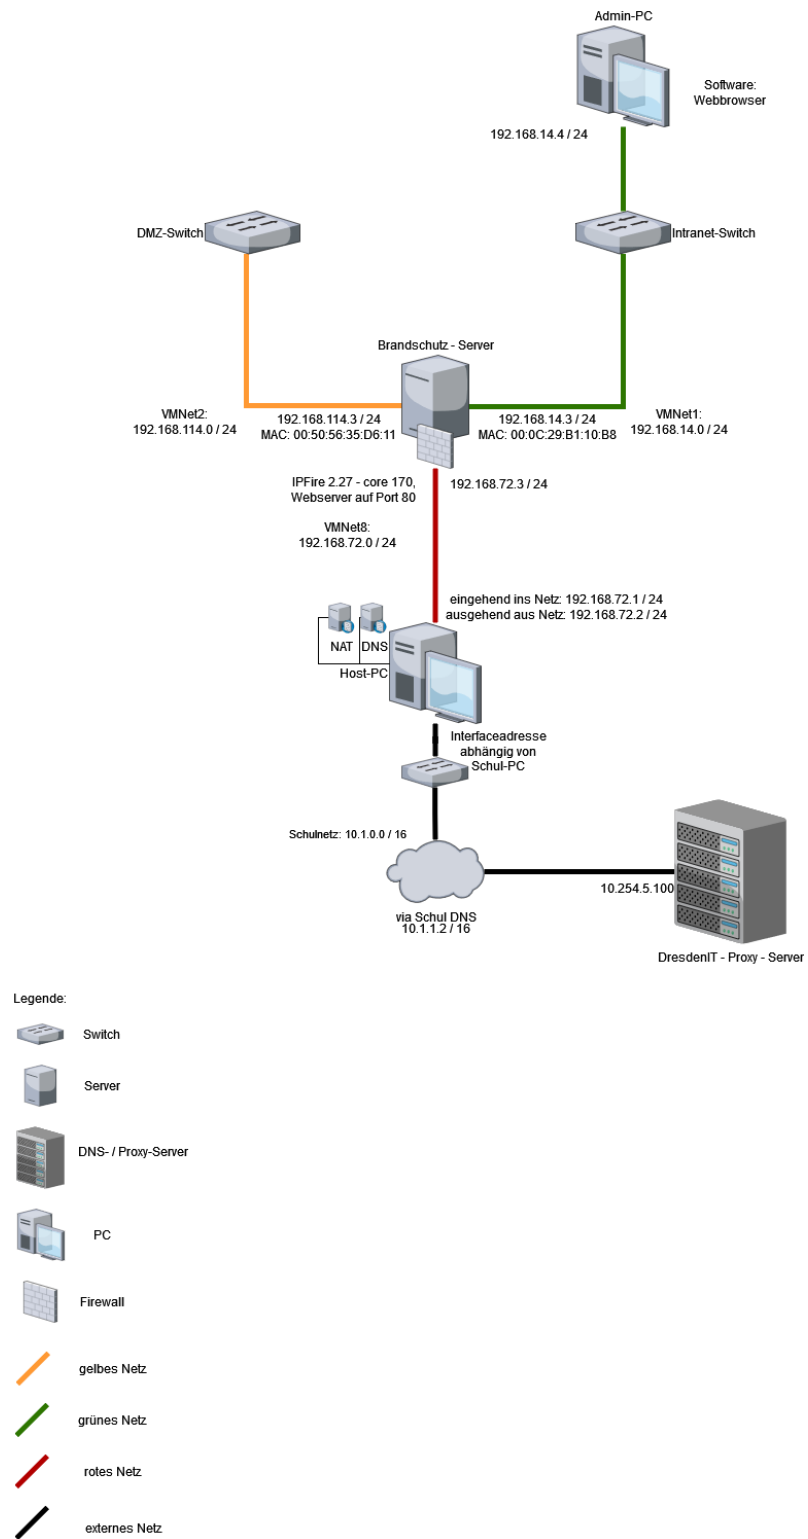 Admin-PC
Software:
Webbrowser
192.168.14.4 / 24
DMZ-Switch
Intranet-Switch
Brandschutz - Server
VMNet2:
192.168.114.0 / 24
192.168.114.3 / 24
MAC: 00:50:56:35:D6:11
192.168.14.3 / 24
MAC: 00:0C:29:B1:10:B8
VMNet1:
192.168.14.0 / 24
IPFire 2.27 - core 170,
Webserver auf Port 80
192.168.72.3 / 24
VMNet8:
192.168.72.0 / 24
eingehend ins Netz: 192.168.72.1 / 24
ausgehend aus Netz: 192.168.72.2 / 24
NAT
DNS
Host-PC
Interfaceadresse
abhängig von
Schul-PC
Schulnetz: 10.1.0.0 / 16
10.254.5.100
via Schul DNS
10.1.1.2 / 16
DresdenIT - Proxy - Server
Legende:
Switch
Server
DNS- / Proxy-Server
PC
Firewall
gelbes Netz
grünes Netz
rotes Netz
externes Netz